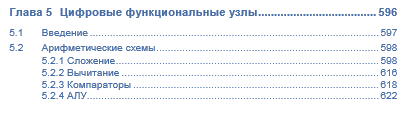 Глава 5 Цифровые функциональные узлы........................................ 596
5.1 Введение ............................................................................................... 597
5.2 Арифметические схемы........................................................................ 598
5.2.1 Сложение........................................................................................ 598
5.2.2 Вычитание ...................................................................................... 616
5.2.3 Компараторы .................................................................................. 618
5.2.4 АЛУ................................................................................................. 622